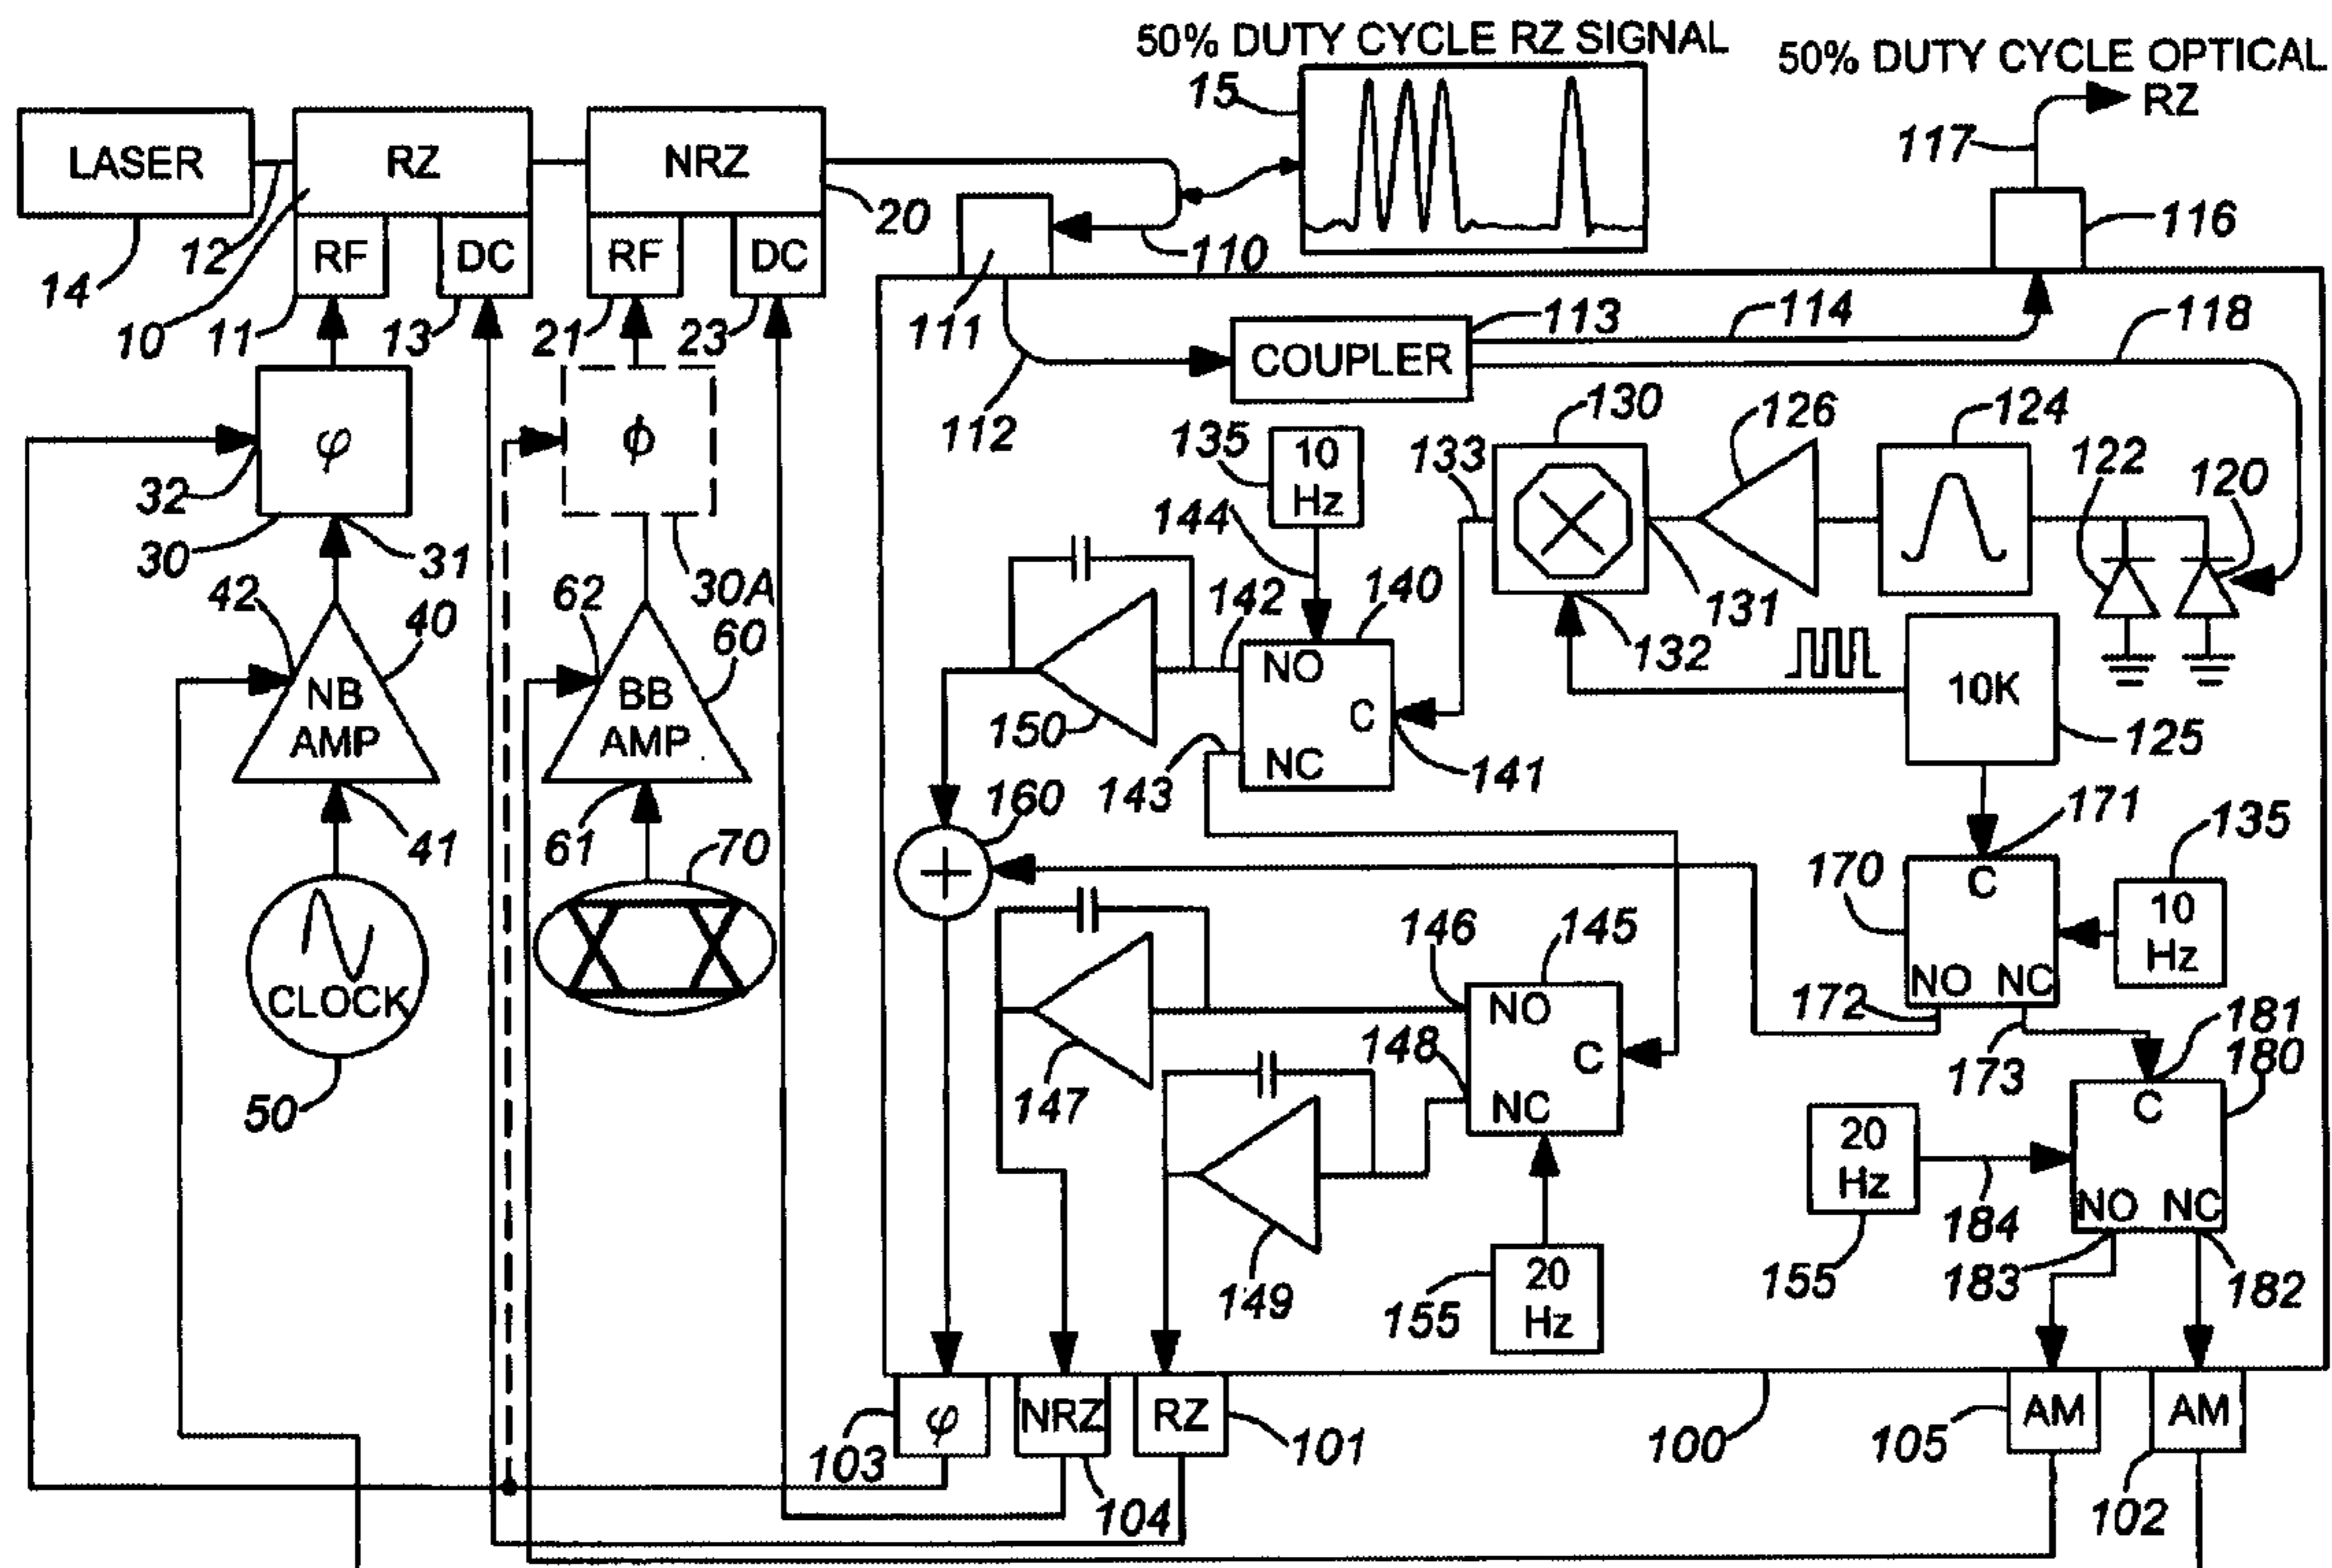 50% DUTY CYCLE RZ SIGNAL
15
50% DUTY CYCLE OPTICAL
RZ
117
LASER
RZ
NRZ
20
116
RF
DC
RF
DC
12
14
10
11
13
21
23
110
111
113
114
118
COUPLER
112
φ
ϕ
32
30
31
30A
135
10
Hz
144
133
130
126
124
122
120
131
132
42
40
NB
AMP
62
60
BB
AMP
142
140
NO
C
NC
150
143
141
10K
125
41
61
70
160
+
171
135
10
Hz
170
C
NO NC
172
173
CLOCK
50
146
145
NO
C
NC
148
147
149
20
Hz
155
181
180
C
20
Hz
NO NC
184
155
183
182
φ
NRZ
RZ
103
104
101
100
AM
AM
105
102